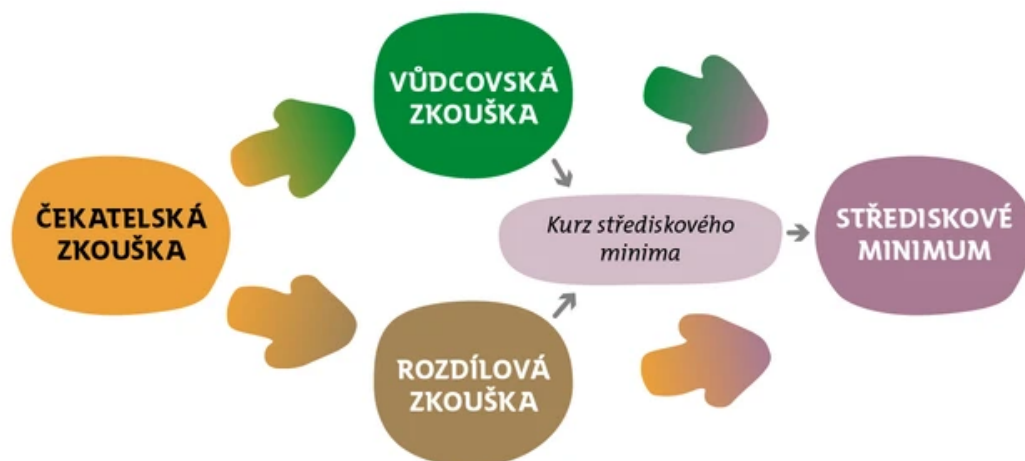 VŮDCOVSKÁ
ZKOUŠKA
ČEKATELSKÁ
ZKOUŠKA
Kurz střediskového
minima
STŘEDISKOVÉ
MINIMUM
ROZDÍLOVÁ
ZKOUŠKA